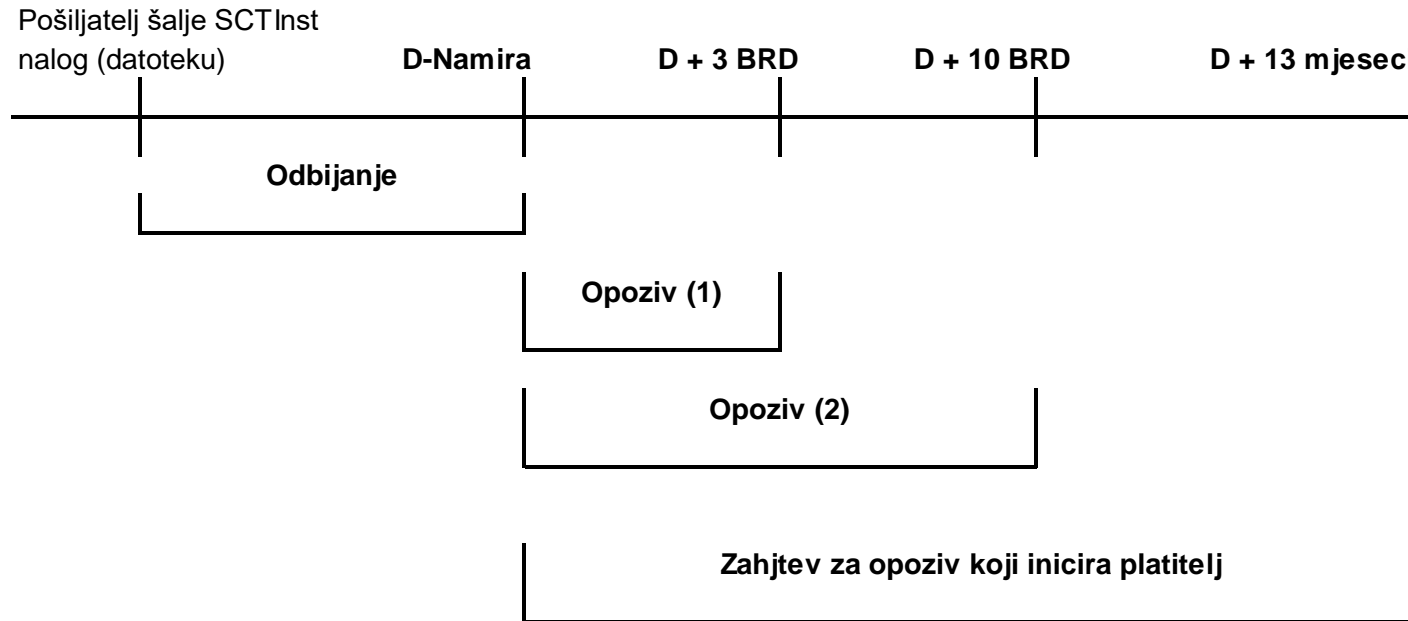 Pošiljatelj šalje SCTInst
nalog (datoteku)
D-Namira
D + 3 BRD
D + 10 BRD
D + 13 mjesec
Odbijanje
Opoziv (1)
Opoziv (2)
Zahjtev za opoziv koji inicira platitelj